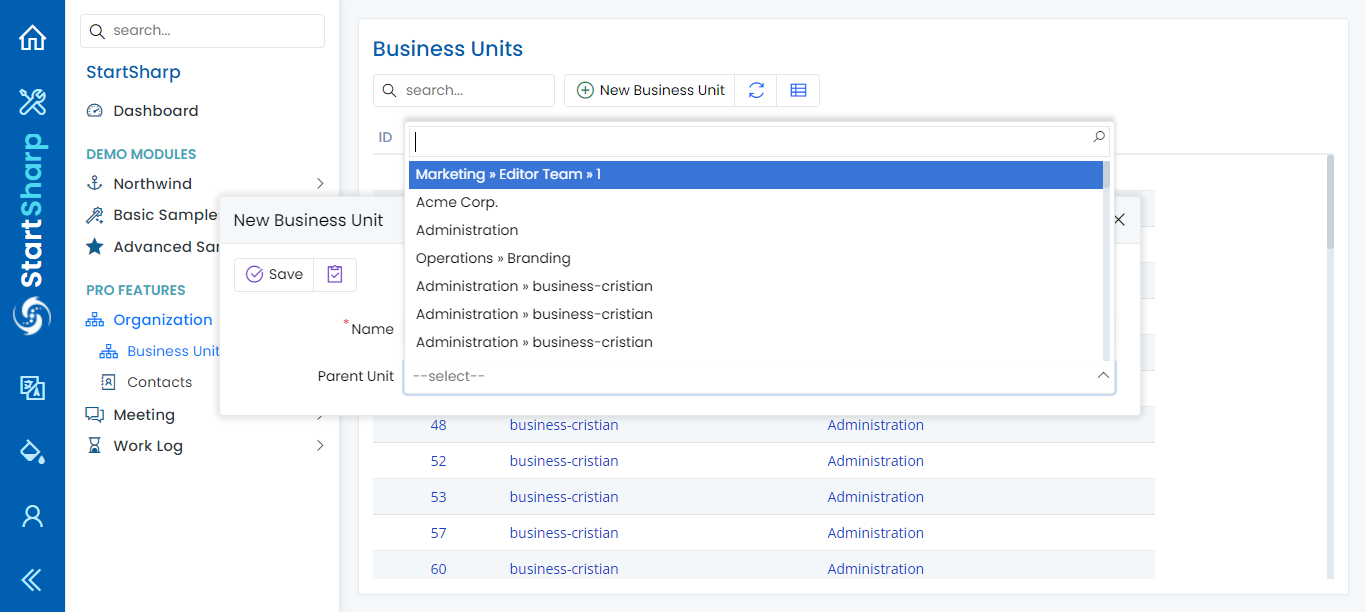 StartSharp
search...
StartSharp
Dashboard
DEMO MODULES
Northwind
Basic Sample
Advanced Sar
PRO FEATURES
Organization
Business Unit
Contacts
Meeting
Work Log
Business Units
search...
New Business Unit
ID
Marketing » Editor Team » 1
Acme Corp.
Administration
Operations » Branding
Administration » business-cristian
Administration » business-cristian
Administration » business-cristian
New Business Unit
Save
* Name
Parent Unit --select--
48 business-cristian Administration
52 business-cristian Administration
53 business-cristian Administration
57 business-cristian Administration
60 business-cristian Administration